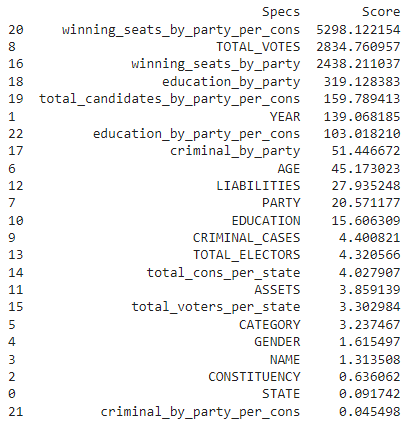 Specs Score
20 winning_seats_by_party_per_cons 5298.122154
8 TOTAL_VOTES 2834.760957
16 winning_seats_by_party 2438.211037
18 education_by_party 319.128383
19 total_candidates_by_party_per_cons 159.789413
1 YEAR 139.068185
22 education_by_party_per_cons 103.018210
17 criminal_by_party 51.446672
6 AGE 45.173023
12 LIABILITIES 27.935248
7 PARTY 20.571177
10 EDUCATION 15.606309
9 CRIMINAL_CASES 4.400821
13 TOTAL_ELECTORS 4.320566
14 total_cons_per_state 4.027907
11 ASSETS 3.859139
15 total_voters_per_state 3.302984
5 CATEGORY 3.237467
4 GENDER 1.615497
3 NAME 1.313508
2 CONSTITUENCY 0.636062
0 STATE 0.091742
21 criminal_by_party_per_cons 0.045498